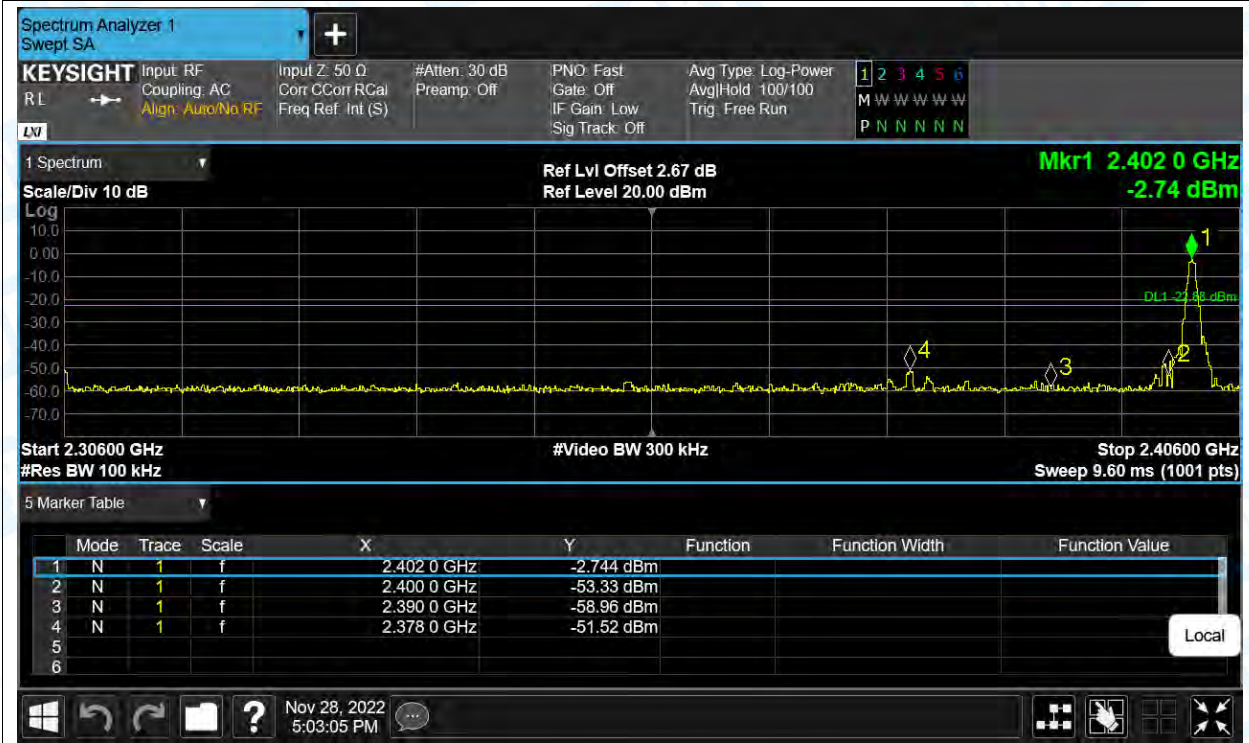 Spectrum Analyzer 1
Swept SA
+
KEYSIGHT Input: RF Input Z: 50 Ω #Atten: 30 dB PNO: Fast Avg Type: Log-Power 1 2 3 4 5 6
RL Coupling: AC Corr CCorr RCal Preamp: Off Gate: Off Avg|Hold: 100/100 M W W W W W W
Align: Auto/No RF Freq Ref: Int (S) IF Gain: Low Trig: Free Run
LXI Sig Track: Off P N N N N N N
1 Spectrum Ref Lvl Offset 2.67 dB Mkr1 2.402 0 GHz
Scale/Div 10 dB Ref Level 20.00 dBm -2.74 dBm
Log
10.0
0.00
-10.0
-20.0
-30.0
-40.0
-50.0
-60.0
-70.0
1
DL1 -22.88 dBm
4
2
3
Start 2.30600 GHz #Video BW 300 kHz Stop 2.40600 GHz
#Res BW 100 kHz Sweep 9.60 ms (1001 pts)
5 Marker Table
Mode Trace Scale X Y Function Function Width Function Value
1 N 1 f 2.402 0 GHz -2.744 dBm
2 N 1 f 2.400 0 GHz -53.33 dBm
3 N 1 f 2.390 0 GHz -58.96 dBm
4 N 1 f 2.378 0 GHz -51.52 dBm
5
6
Local
? Nov 28, 2022
5:03:05 PM